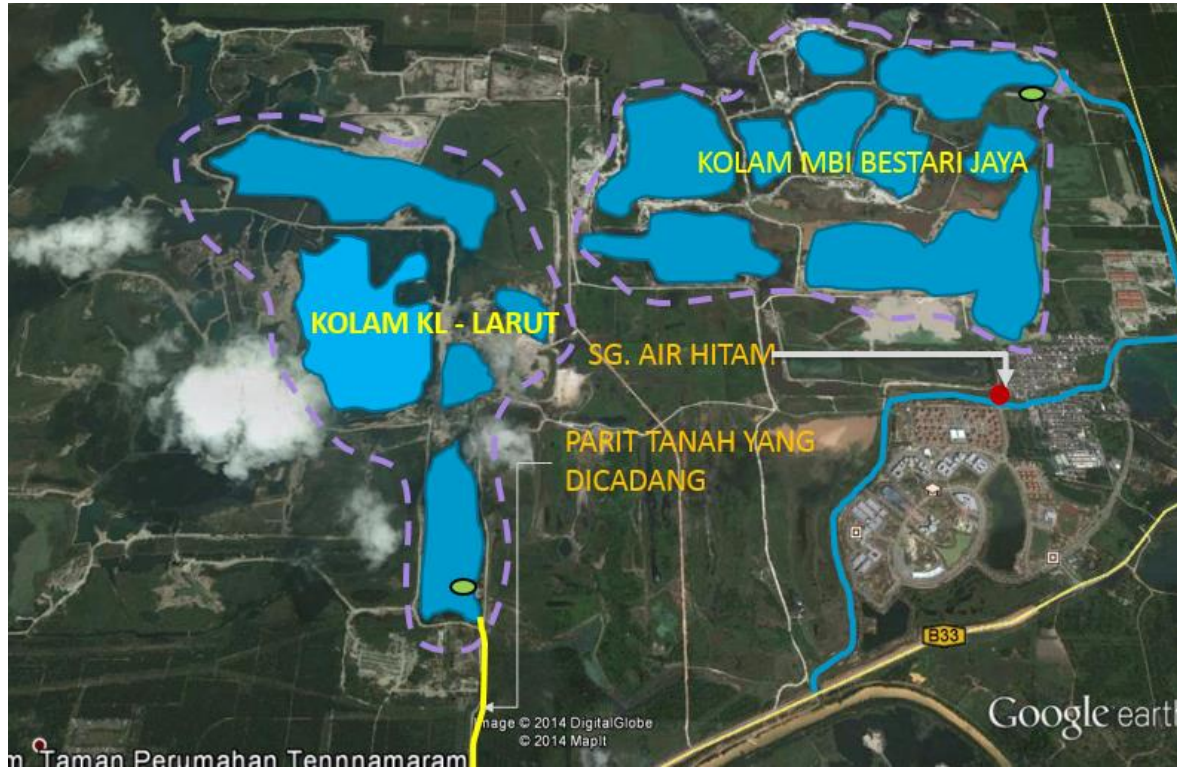 KOLAM MBI BESTARI JAYA
KOLAM KL - LARUT
SG. AIR HITAM
PARIT TANAH YANG
DICADANG
B33
Image © 2014 DigitalGlobe
© 2014 MapIt
Google earth
m Taman Perumahan Tennnamaram